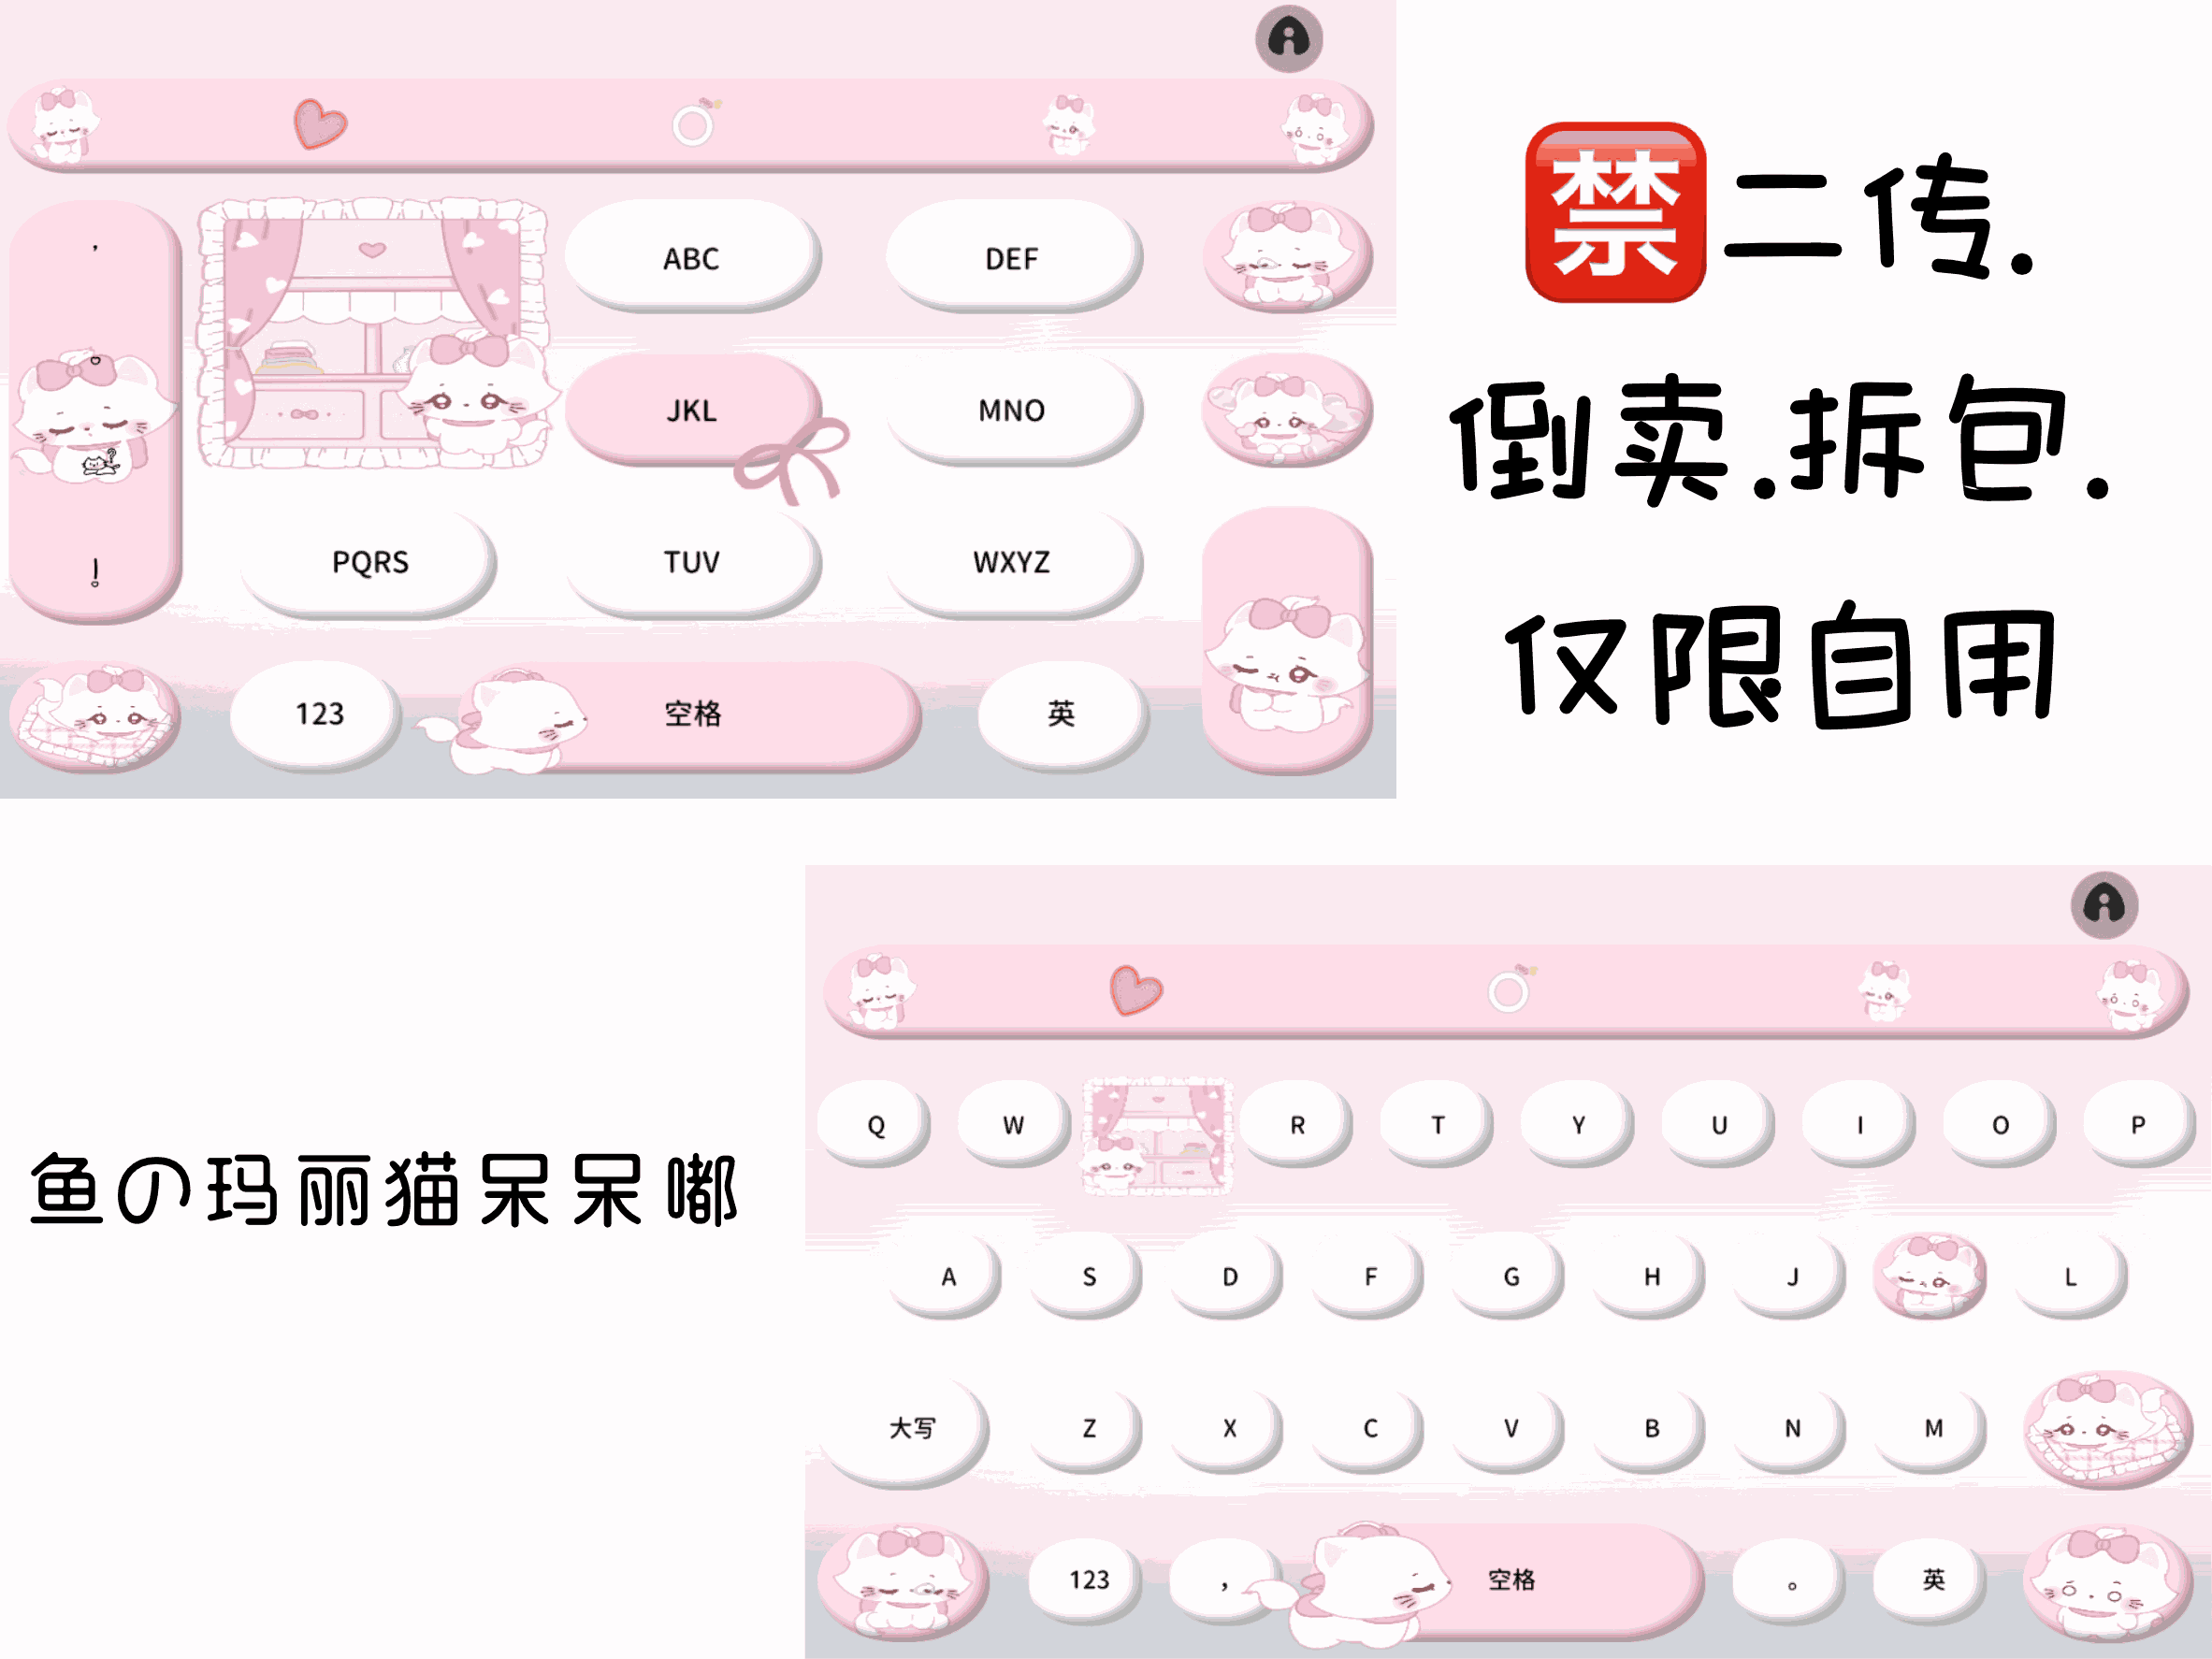 禁二传.
倒卖.拆包.
仅限自用
,
。
!
ABC
DEF
JKL
MNO
PQRS
TUV
WXYZ
123
空格
英
鱼の玛丽猫呆呆嘟
Q W R T Y U I O P
A S D F G H J L
大写 Z X C V B N M
123 , 空格 。 英